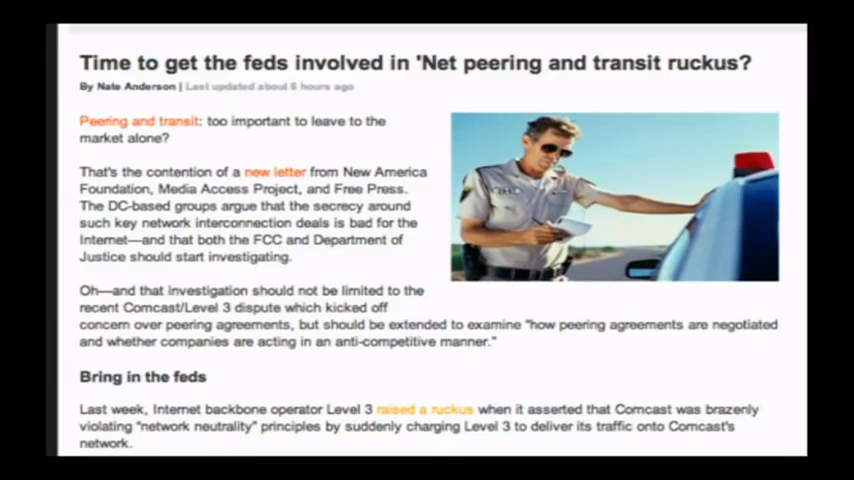 Time to get the feds involved in 'Net peering and transit ruckus?
By Nate Anderson | Last updated about 6 hours ago
Peering and transit: too important to leave to the
market alone?
That's the contention of a new letter from New America
Foundation, Media Access Project, and Free Press.
The DC-based groups argue that the secrecy around
such key network interconnection deals is bad for the
Internet—and that both the FCC and Department of
Justice should start investigating.
Oh—and that investigation should not be limited to the
recent Comcast/Level 3 dispute which kicked off
concern over peering agreements, but should be extended to examine "how peering agreements are negotiated
and whether companies are acting in an anti-competitive manner."
Bring in the feds
Last week, Internet backbone operator Level 3 raised a ruckus when it asserted that Comcast was brazenly
violating "network neutrality" principles by suddenly charging Level 3 to deliver its traffic onto Comcast's
network.